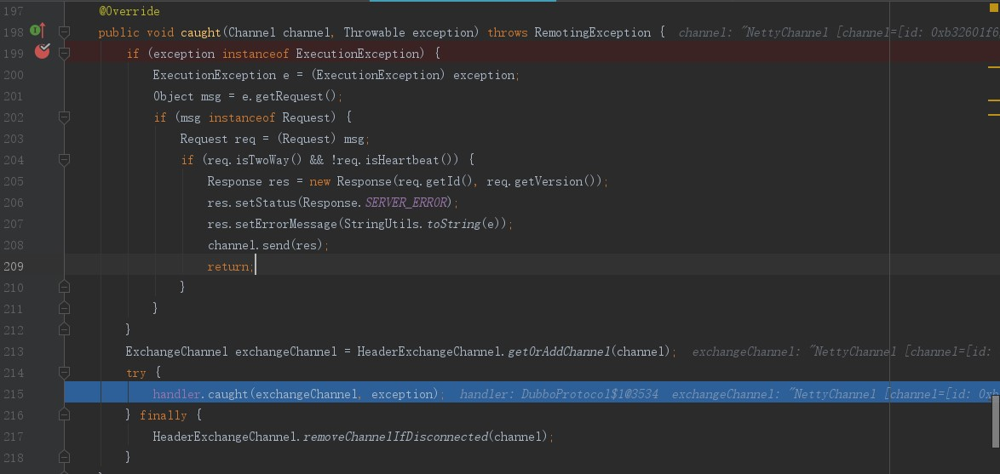 197 @Override
198 public void caught(Channel channel, Throwable exception) throws RemotingException { channel: "NettyChannel [channel=[id: 0xb32601f6
199 if (exception instanceof ExecutionException) {
200 ExecutionException e = (ExecutionException) exception;
201 Object msg = e.getRequest();
202 if (msg instanceof Request) {
203 Request req = (Request) msg;
204 if (req.isTwoWay() && !req.isHeartbeat()) {
205 Response res = new Response(req.getId(), req.getVersion());
206 res.setStatus(Response.SERVER_ERROR);
207 res.setErrorMessage(StringUtils.toString(e));
208 channel.send(res);
209 return;
210 }
211 }
212 }
213 ExchangeChannel exchangeChannel = HeaderExchangeChannel.getOrAddChannel(channel); exchangeChannel: "NettyChannel [channel=[id:
214 try {
215 handler.caught(exchangeChannel, exception); handler: DubboProtocol$1@3534 exchangeChannel: "NettyChannel [channel=[id: 0xb
216 } finally {
217 HeaderExchangeChannel.removeChannelIfDisconnected(channel);
218 }